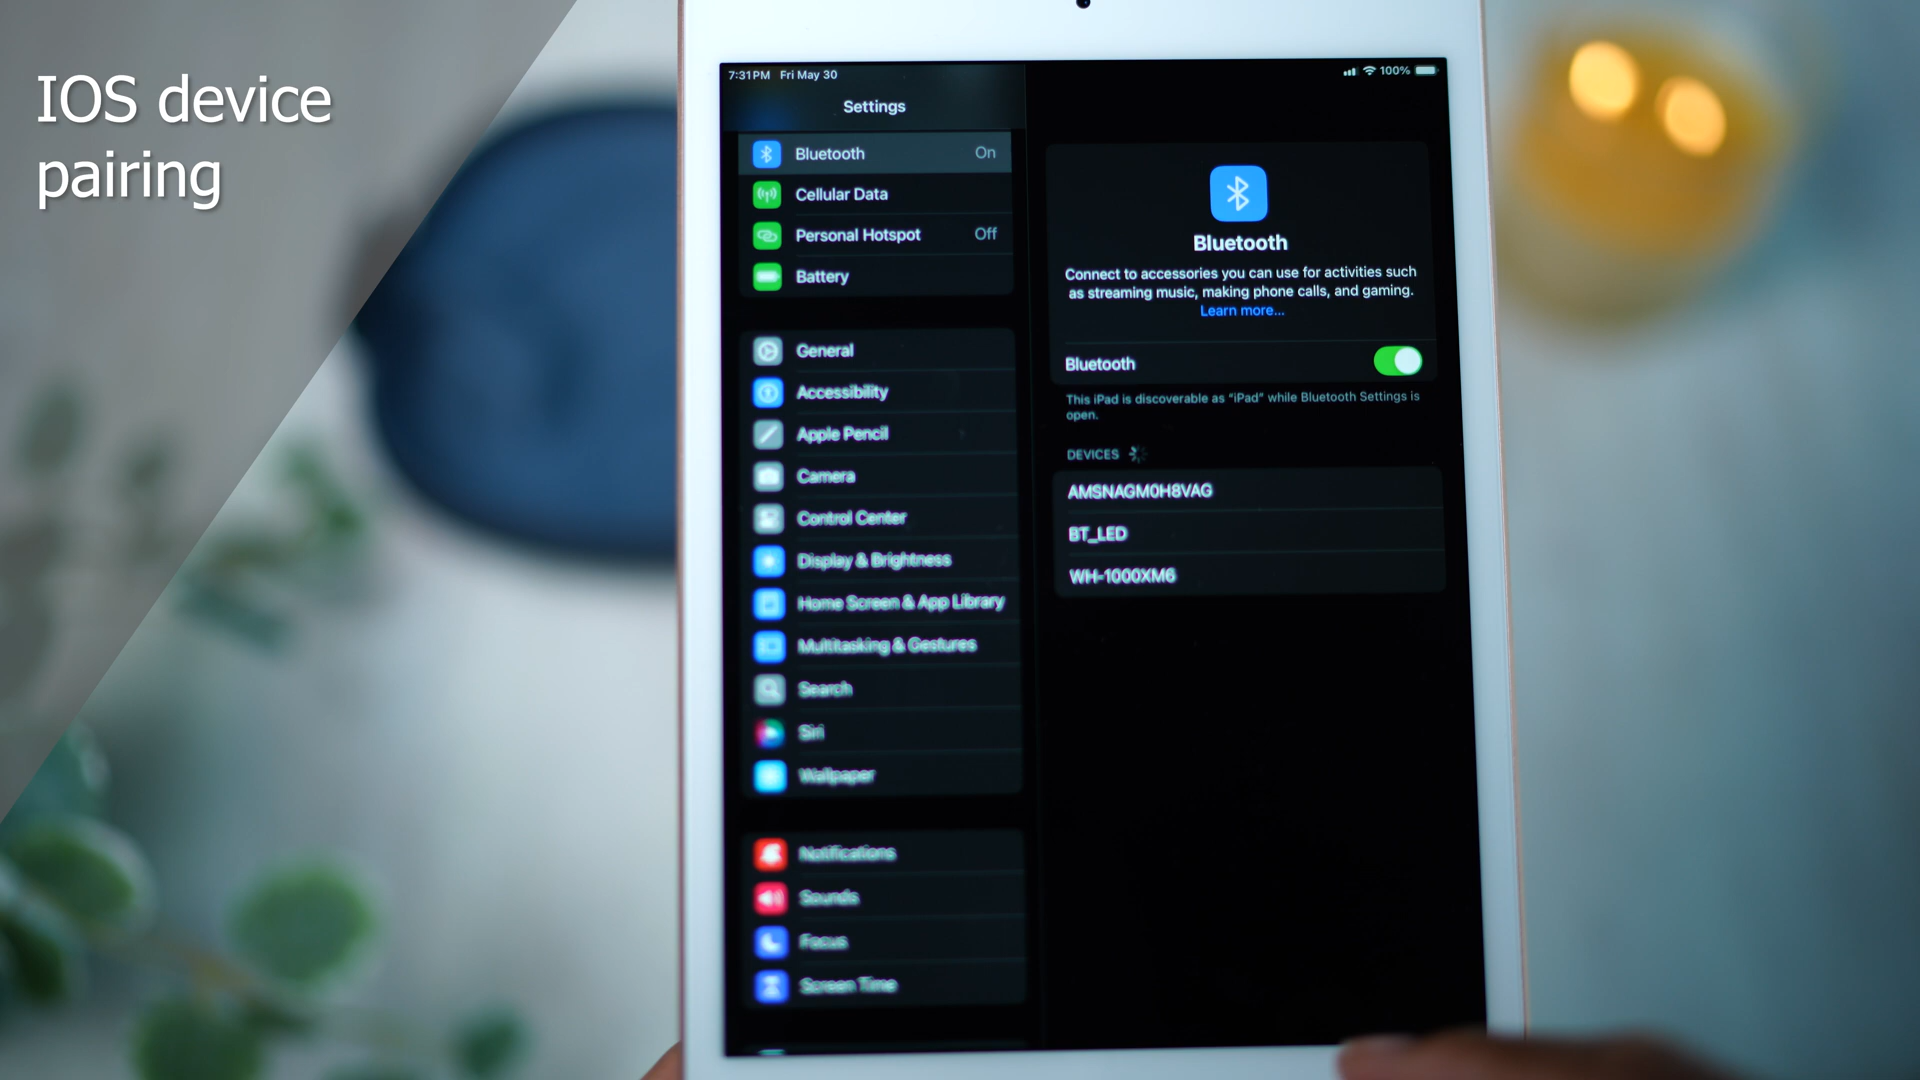 IOS device
pairing
7:31 PM Fri May 30
100%
Settings
Bluetooth On
Cellular Data
Personal Hotspot Off
Battery
General
Accessibility
Apple Pencil
Camera
Control Center
Display & Brightness
Home Screen & App Library
Multitasking & Gestures
Search
Siri
Wallpaper
Notifications
Sounds
Focus
Screen Time
Bluetooth
Connect to accessories you can use for activities such
as streaming music, making phone calls, and gaming.
Learn more...
Bluetooth
This iPad is discoverable as “iPad” while Bluetooth Settings is
open.
DEVICES
AMSNAGM0H8VAG
BT_LED
WH-1000XM6